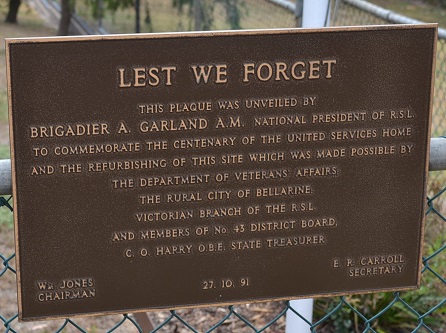 LEST WE FORGET
THIS PLAQUE WAS UNVEILED BY
BRIGADIER A. GARLAND A.M. NATIONAL PRESIDENT OF R.S.L.
TO COMMEMORATE THE CENTENARY OF THE UNITED SERVICES HOME
AND THE REFURBISHING OF THIS SITE WHICH WAS MADE POSSIBLE BY
THE DEPARTMENT OF VETERANS' AFFAIRS,
THE RURAL CITY OF BELLARINE,
VICTORIAN BRANCH OF THE R.S.L.
AND MEMBERS OF No. 43 DISTRICT BOARD,
C. O. HARRY O.B.E. STATE TREASURER
Wm JONES
CHAIRMAN
27. 10. 91
E. R. CARROLL
SECRETARY